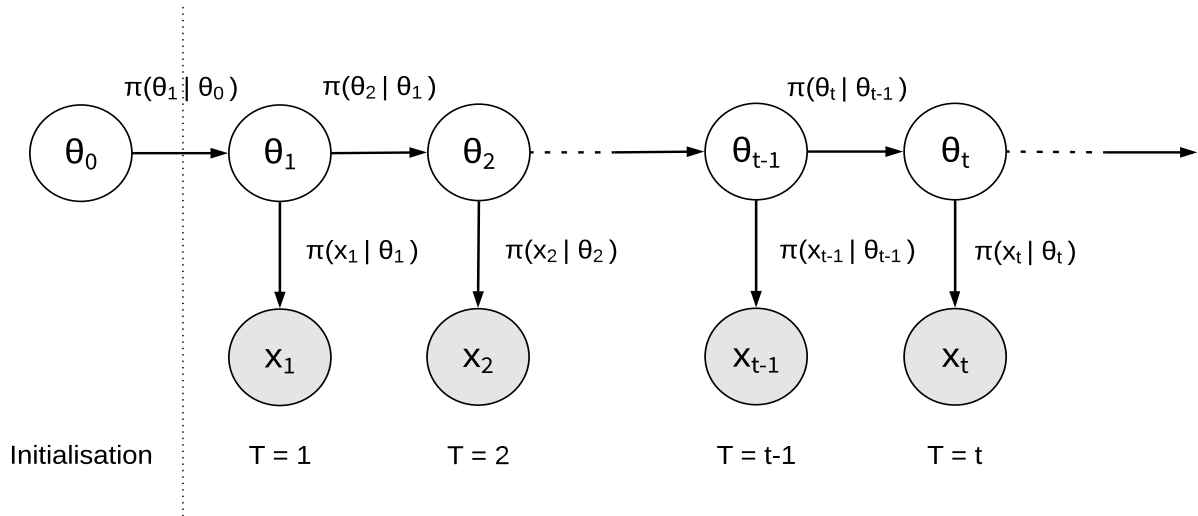 π(θ₁ | θ₀ ) π(θ₂ | θ₁ ) π(θₜ | θₜ₋₁ )
θ₀ θ₁ θ₂ θₜ₋₁ θₜ
π(x₁ | θ₁ ) π(x₂ | θ₂ ) π(xₜ₋₁ | θₜ₋₁ ) π(xₜ | θₜ )
x₁ x₂ xₜ₋₁ xₜ
Initialisation T = 1 T = 2 T = t-1 T = t